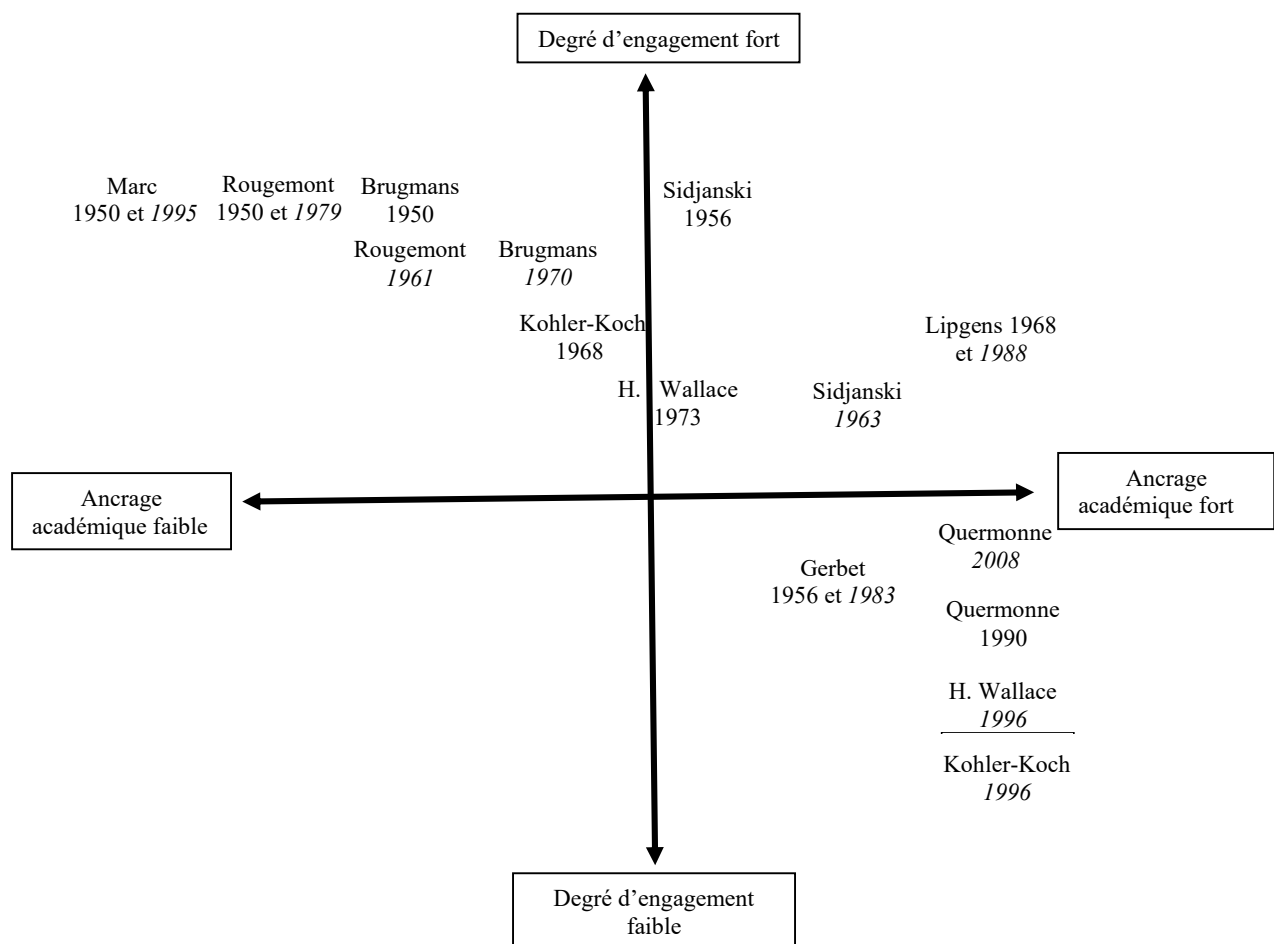 Degré d’engagement fort
Marc
1950 et 1995
Rougemont
1950 et 1979
Brugmans
1950
Sidjanski
1956
Rougemont
1961
Brugmans
1970
Kohler-Koch
1968
Lipgens 1968
et 1988
H. Wallace
1973
Sidjanski
1963
Ancrage
académique faible
Ancrage
académique fort
Quermonne
2008
Gerbet
1956 et 1983
Quermonne
1990
H. Wallace
1996
Kohler-Koch
1996
Degré d’engagement
faible